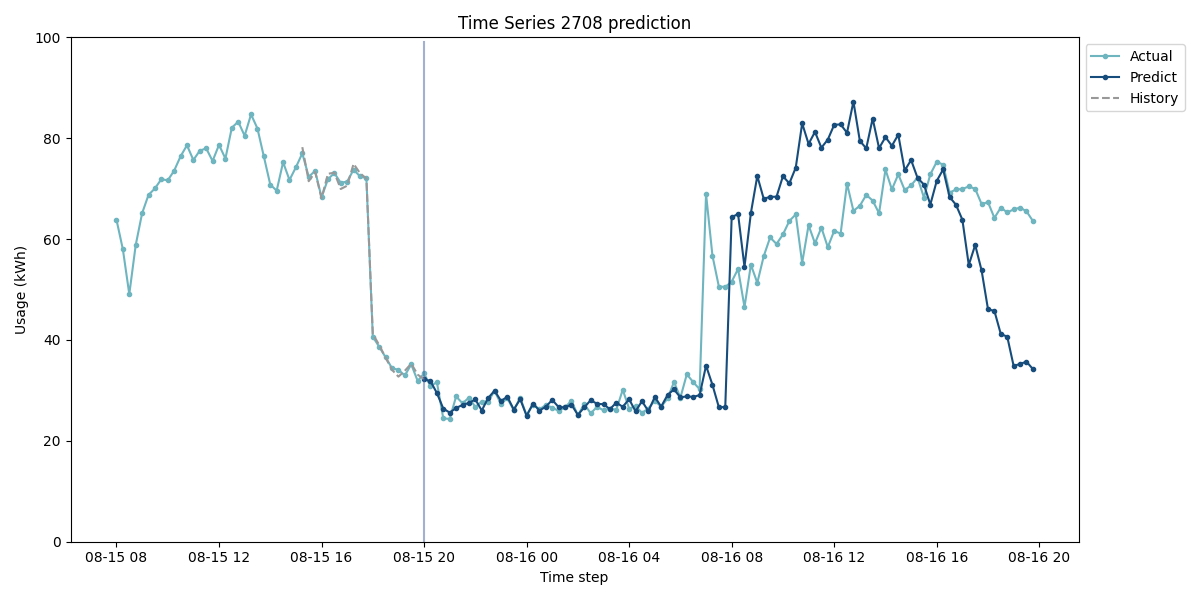 Time Series 2708 prediction
100
80
60
40
20
0
Usage (kWh)
08-15 08
08-15 12
08-15 16
08-15 20
08-16 00
08-16 04
08-16 08
08-16 12
08-16 16
08-16 20
Time step
Actual
Predict
History